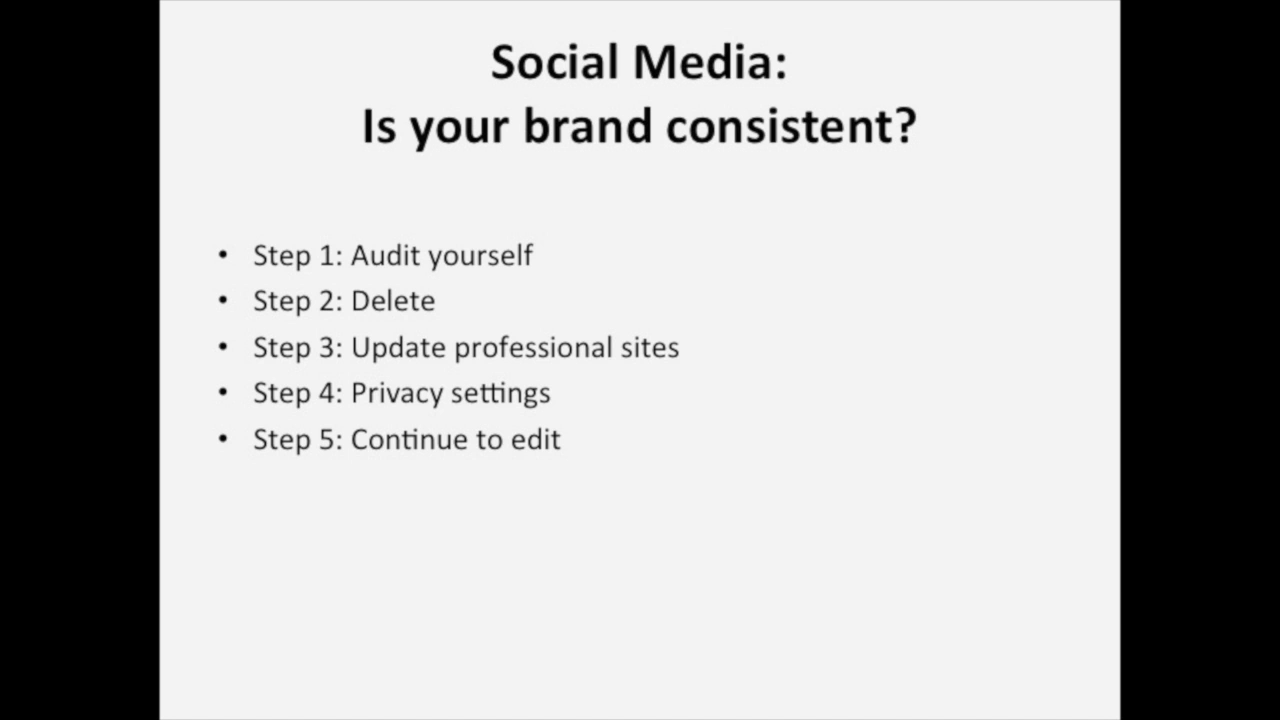 Social Media:
Is your brand consistent?
• Step 1: Audit yourself
• Step 2: Delete
• Step 3: Update professional sites
• Step 4: Privacy settings
• Step 5: Continue to edit